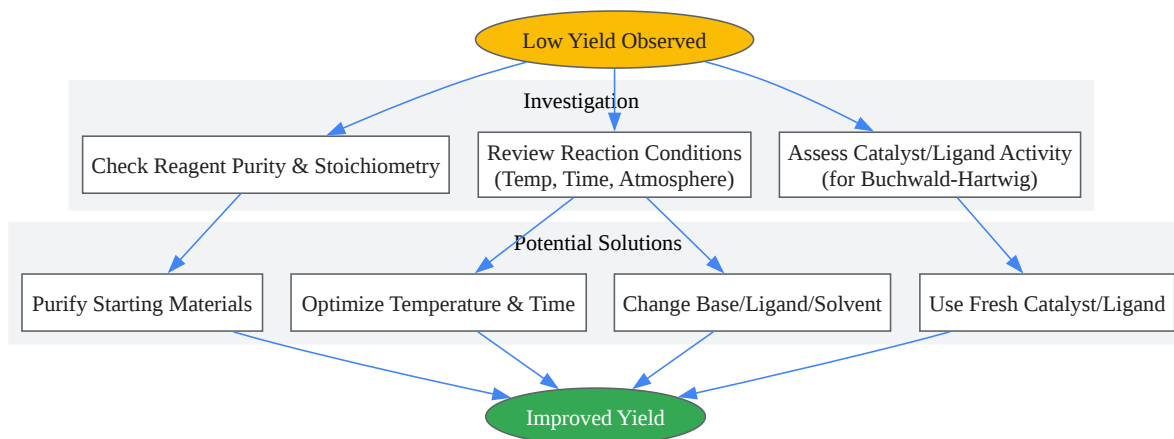 Low Yield Observed
Investigation
Check Reagent Purity & Stoichiometry
Review Reaction Conditions
(Temp, Time, Atmosphere)
Assess Catalyst/Ligand Activity
(for Buchwald-Hartwig)
Potential Solutions
Purify Starting Materials
Optimize Temperature & Time
Change Base/Ligand/Solvent
Use Fresh Catalyst/Ligand
Improved Yield